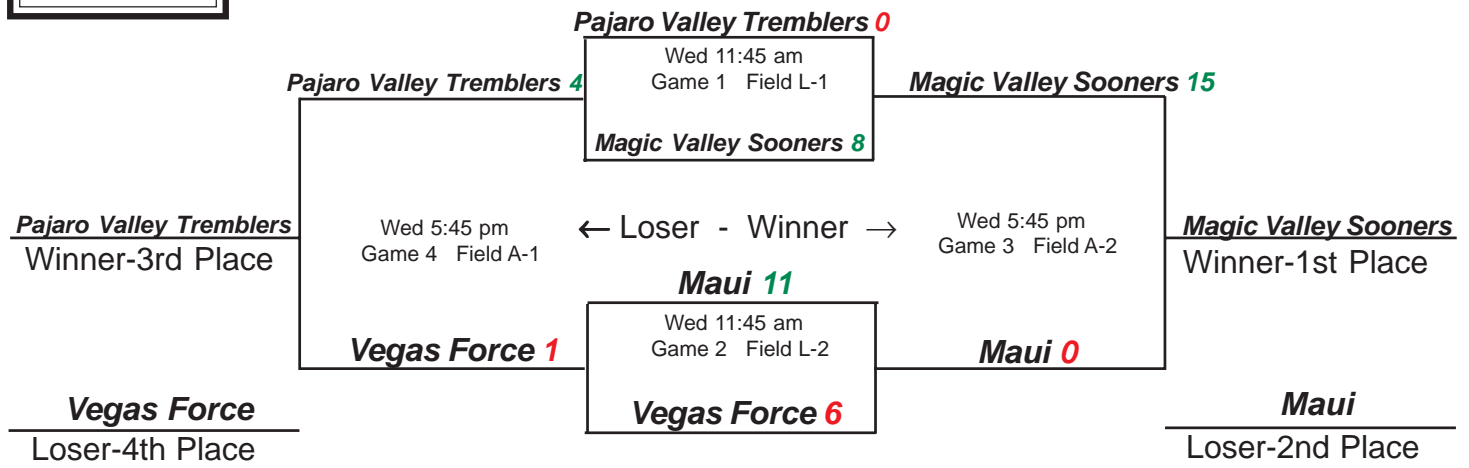 Pajaro Valley Tremblers 0
Wed 11:45 am
Game 1 Field L-1
Pajaro Valley Tremblers 4
Magic Valley Sooners 15
Magic Valley Sooners 8
Pajaro Valley Tremblers
Winner-3rd Place
Wed 5:45 pm
Game 4 Field A-1
← Loser - Winner →
Wed 5:45 pm
Game 3 Field A-2
Magic Valley Sooners
Winner-1st Place
Maui 11
Wed 11:45 am
Game 2 Field L-2
Vegas Force 1
Maui 0
Vegas Force 6
Vegas Force
Loser-4th Place
Maui
Loser-2nd Place